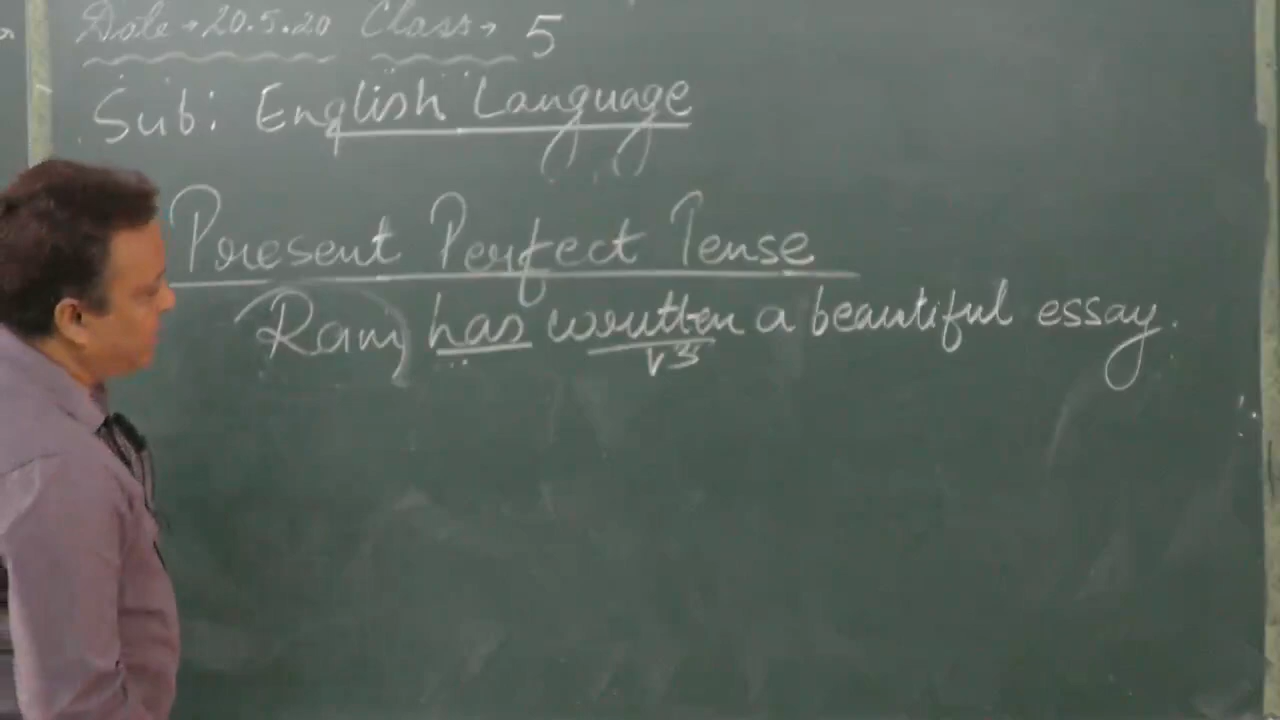 Date → 20.5.20 Class → 5
Sub: English Language
Present Perfect Tense
Ram has written a beautiful essay.
V3